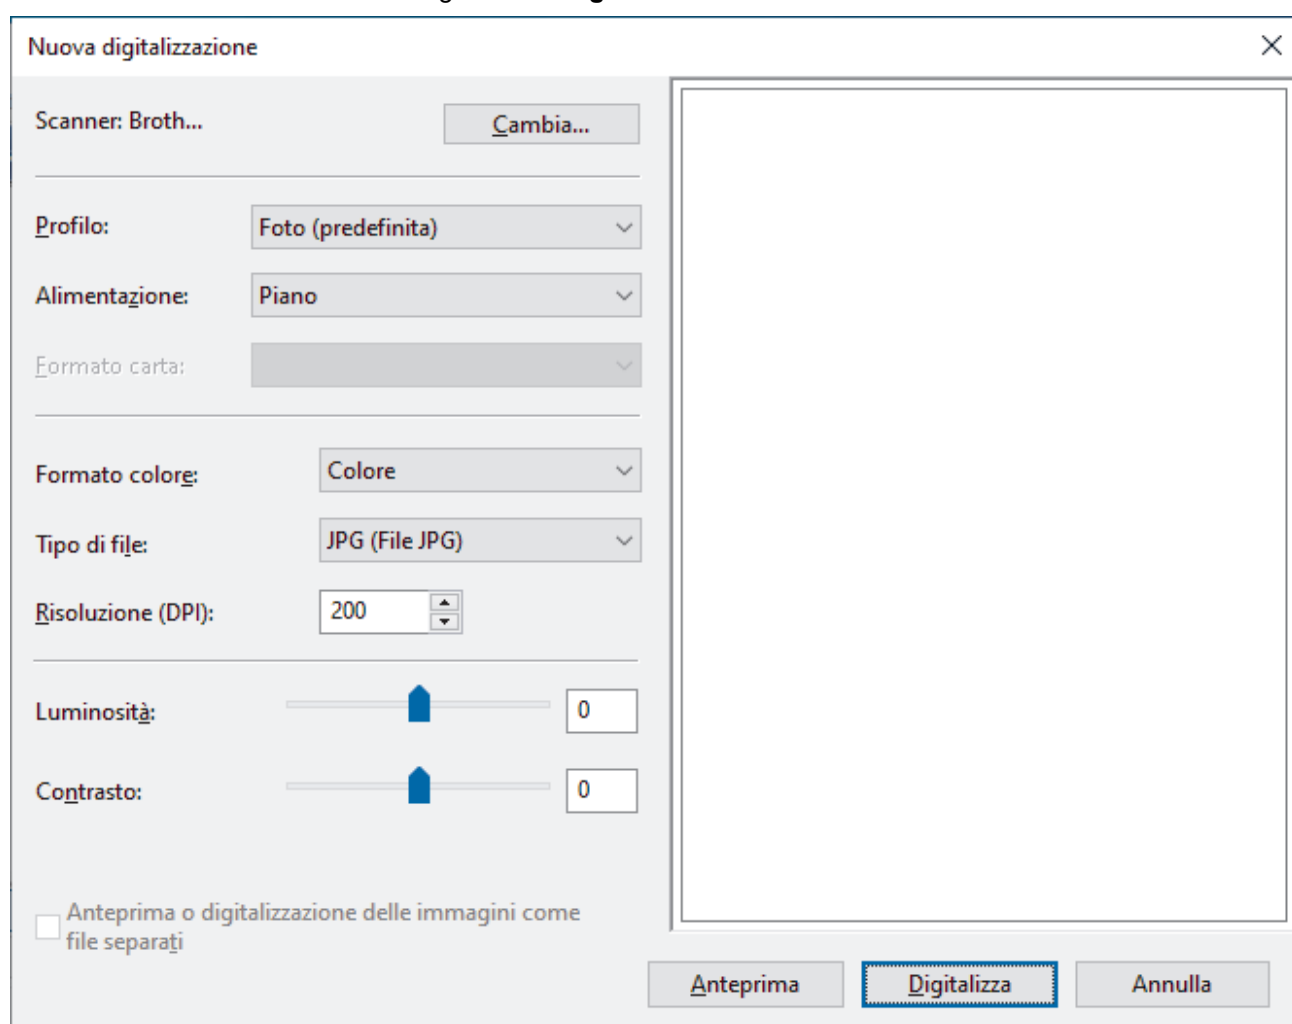 Nuova digitalizzazione
Scanner: Broth...
Cambia...
Profilo:
Foto (predefinita)
Alimentazione:
Piano
Formato carta:
Formato colore:
Colore
Tipo di file:
JPG (File JPG)
Risoluzione (DPI):
200
Luminosità:
0
Contrasto:
0
Anteprima o digitalizzazione delle immagini come
file separati
Anteprima
Digitalizza
Annulla